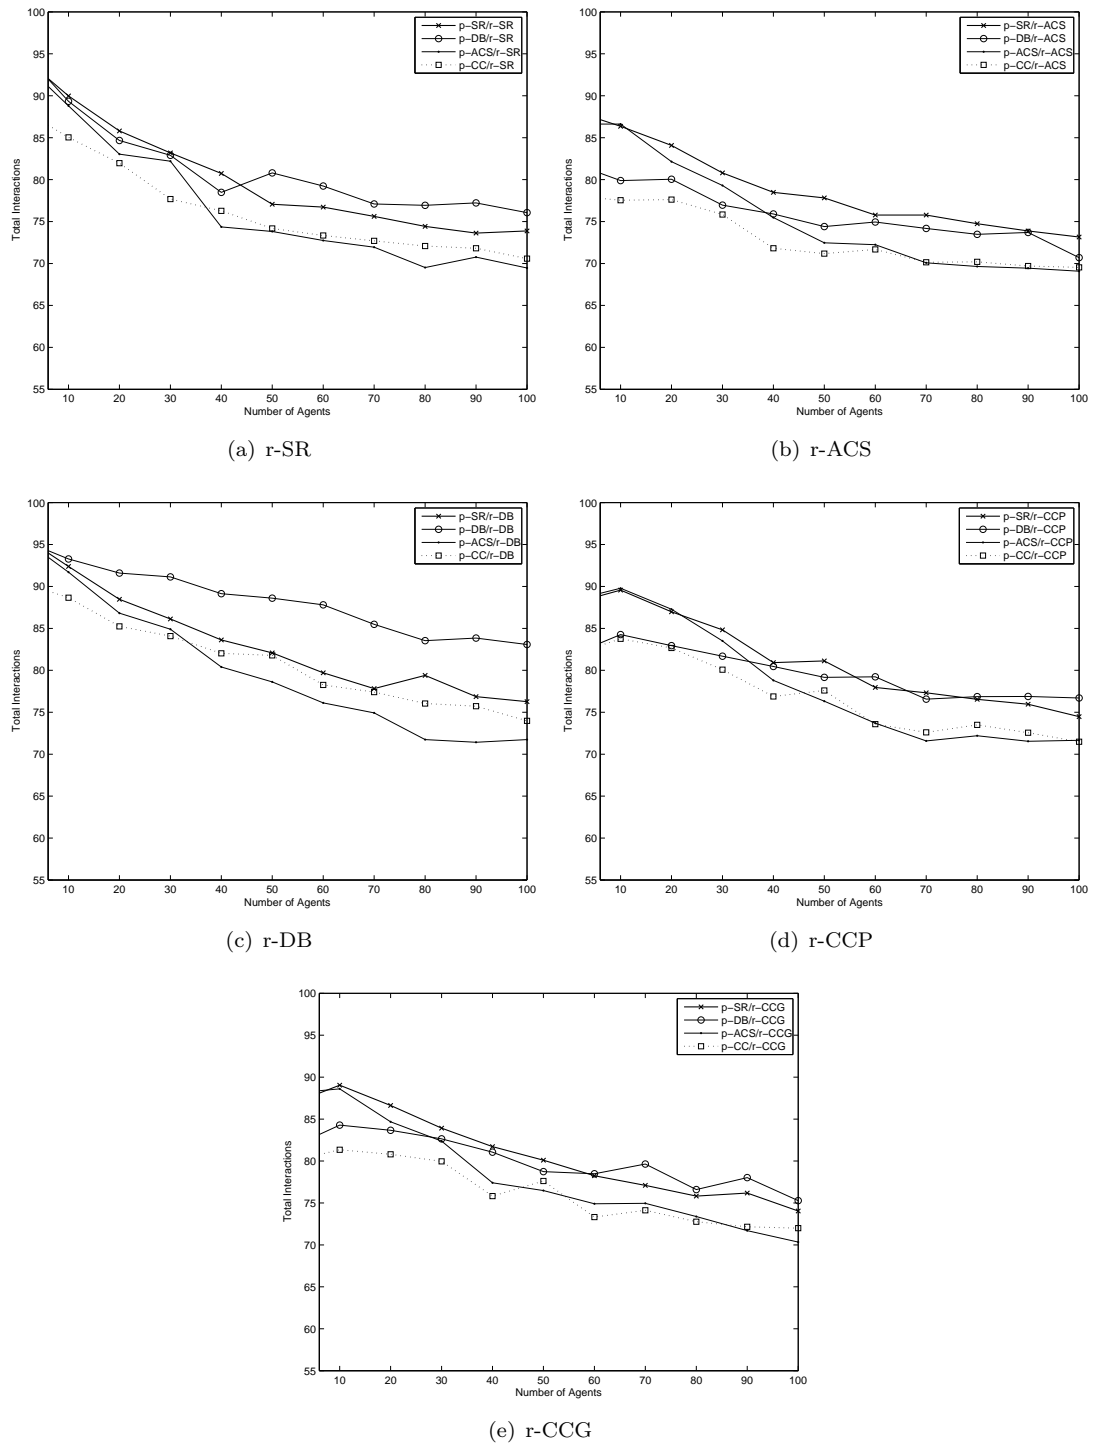 100
95
90
85
80
75
70
65
60
55
Total Interactions
10 20 30 40 50 60 70 80 90 100
Number of Agents
p−SR/r−SR
p−DB/r−SR
p−ACS/r−SR
p−CC/r−SR
(a) r-SR
100
95
90
85
80
75
70
65
60
55
Total Interactions
10 20 30 40 50 60 70 80 90 100
Number of Agents
p−SR/r−ACS
p−DB/r−ACS
p−ACS/r−ACS
p−CC/r−ACS
(b) r-ACS
100
95
90
85
80
75
70
65
60
55
Total Interactions
10 20 30 40 50 60 70 80 90 100
Number of Agents
p−SR/r−DB
p−DB/r−DB
p−ACS/r−DB
p−CC/r−DB
(c) r-DB
100
95
90
85
80
75
70
65
60
55
Total Interactions
10 20 30 40 50 60 70 80 90 100
Number of Agents
p−SR/r−CCP
p−DB/r−CCP
p−ACS/r−CCP
p−CC/r−CCP
(d) r-CCP
100
95
90
85
80
75
70
65
60
55
Total Interactions
10 20 30 40 50 60 70 80 90 100
Number of Agents
p−SR/r−CCG
p−DB/r−CCG
p−ACS/r−CCG
p−CC/r−CCG
(e) r-CCG